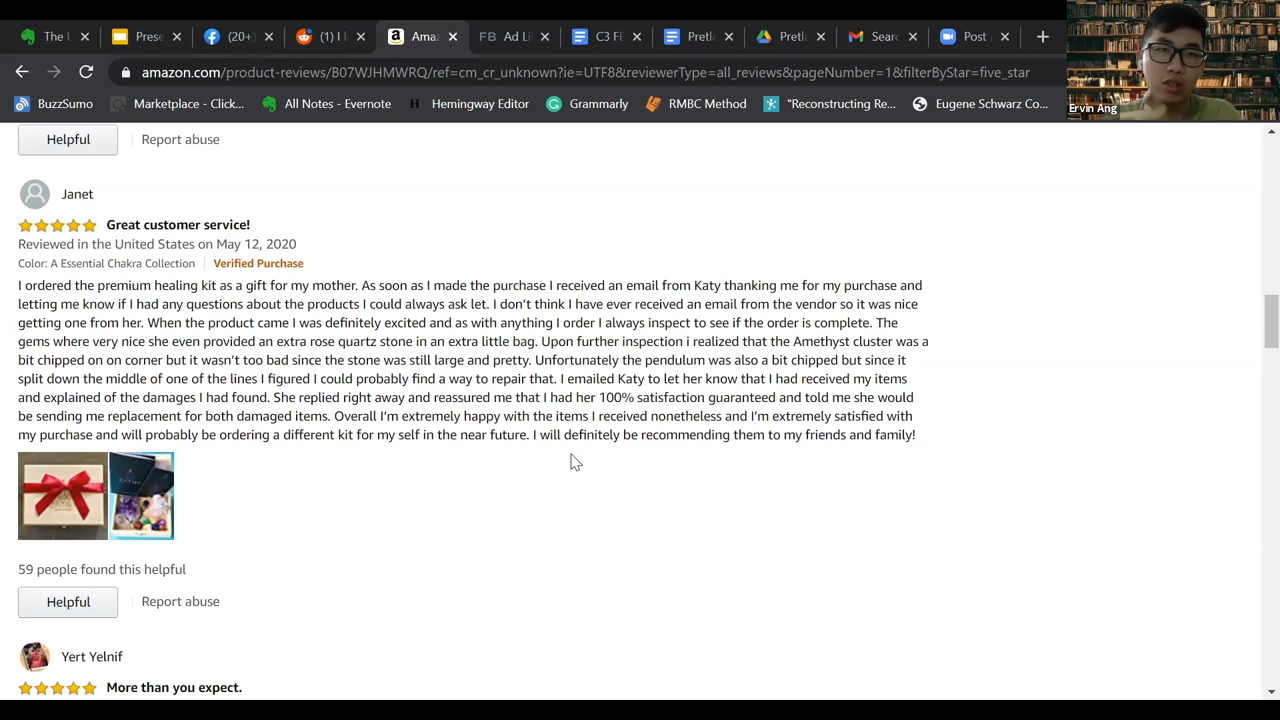 The U
Prese
(20+)
(1) I l
Amaz
Ad Li
C3 FE
Pretla
Pretla
Searc
Post A
amazon.com/product-reviews/B07WJHMWRQ/ref=cm_cr_unknown?ie=UTF8&reviewerType=all_reviews&pageNumber=1&filterByStar=five_star
BuzzSumo
Marketplace - Click...
All Notes - Evernote
Hemingway Editor
Grammarly
RMBC Method
"Reconstructing Re...
Eugene Schwarz Co...
Ervin Ang
Helpful
Report abuse
Janet
Great customer service!
Reviewed in the United States on May 12, 2020
Color: A Essential Chakra Collection
Verified Purchase
I ordered the premium healing kit as a gift for my mother. As soon as I made the purchase I received an email from Katy thanking me for my purchase and
letting me know if I had any questions about the products I could always ask let. I don't think I have ever received an email from the vendor so it was nice
getting one from her. When the product came I was definitely excited and as with anything I order I always inspect to see if the order is complete. The
gems where very nice she even provided an extra rose quartz stone in an extra little bag. Upon further inspection i realized that the Amethyst cluster was a
bit chipped on on corner but it wasn't too bad since the stone was still large and pretty. Unfortunately the pendulum was also a bit chipped but since it
split down the middle of one of the lines I figured I could probably find a way to repair that. I emailed Katy to let her know that I had received my items
and explained of the damages I had found. She replied right away and reassured me that I had her 100% satisfaction guaranteed and told me she would
be sending me replacement for both damaged items. Overall I'm extremely happy with the items I received nonetheless and I'm extremely satisfied with
my purchase and will probably be ordering a different kit for my self in the near future. I will definitely be recommending them to my friends and family!
59 people found this helpful
Helpful
Report abuse
Yert Yelnif
More than you expect.